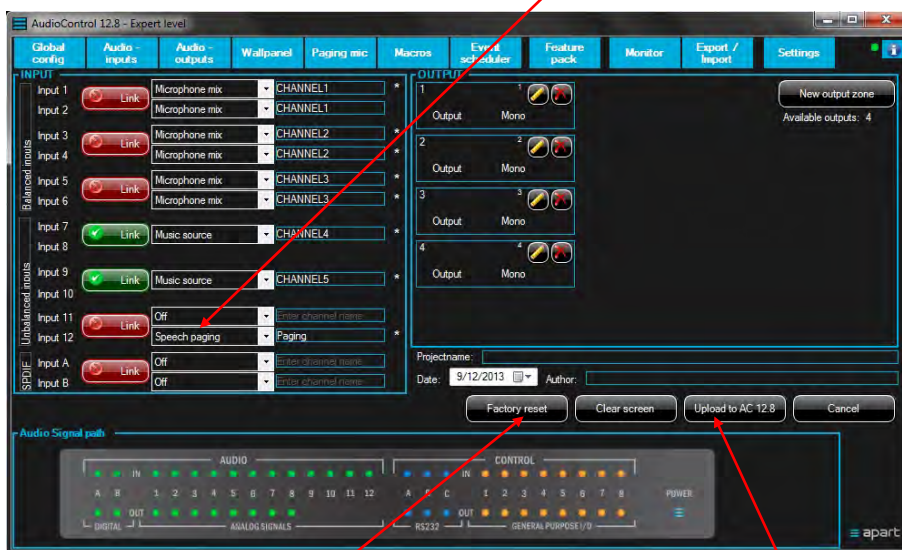 AudioControl 12.8 - Expert level
Global config
Audio - inputs
Audio - outputs
Wallpanel
Paging mic
Macros
Event scheduler
Feature pack
Monitor
Export / Import
Settings
INPUT
Balanced inputs
Input 1
Link
Microphone mix
CHANNEL1
*
Input 2
Microphone mix
CHANNEL1
Input 3
Link
Microphone mix
CHANNEL2
*
Input 4
Microphone mix
CHANNEL2
*
Input 5
Link
Microphone mix
CHANNEL3
*
Input 6
Microphone mix
CHANNEL3
*
Unbalanced inputs
Input 7
Link
Music source
CHANNEL4
*
Input 8
Input 9
Link
Music source
CHANNEL5
*
Input 10
Input 11
Link
Off
Enter channel name
Input 12
Speech paging
Paging
*
SPDIF
Input A
Link
Off
Enter channel name
Input B
Off
Enter channel name
OUTPUT
1
1
Output Mono
2
2
Output Mono
3
3
Output Mono
4
4
Output Mono
New output zone
Available outputs: 4
Projectname:
Date: 9/12/2013 Author:
Factory reset
Clear screen
Upload to AC 12.8
Cancel
Audio Signal path
AUDIO
CONTROL
IN
IN
A B 1 2 3 4 5 6 7 8 9 10 11 12
A C C 1 2 3 4 5 6 7 8
POWER
OUT
OUT
DIGITAL
ANALOG SIGNALS
RS232
GENERAL PURPOSE I/O
apart